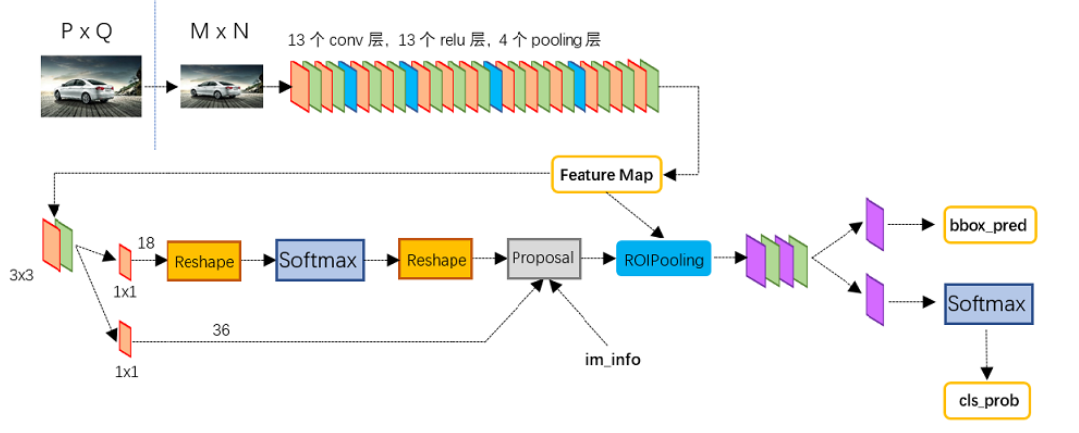 P x Q
M x N
13 个 conv 层, 13 个 relu 层, 4 个 pooling 层
Feature Map
3x3
18
1x1
Reshape
Softmax
Reshape
Proposal
ROIPooling
bbox_pred
Softmax
36
1x1
im_info
cls_prob